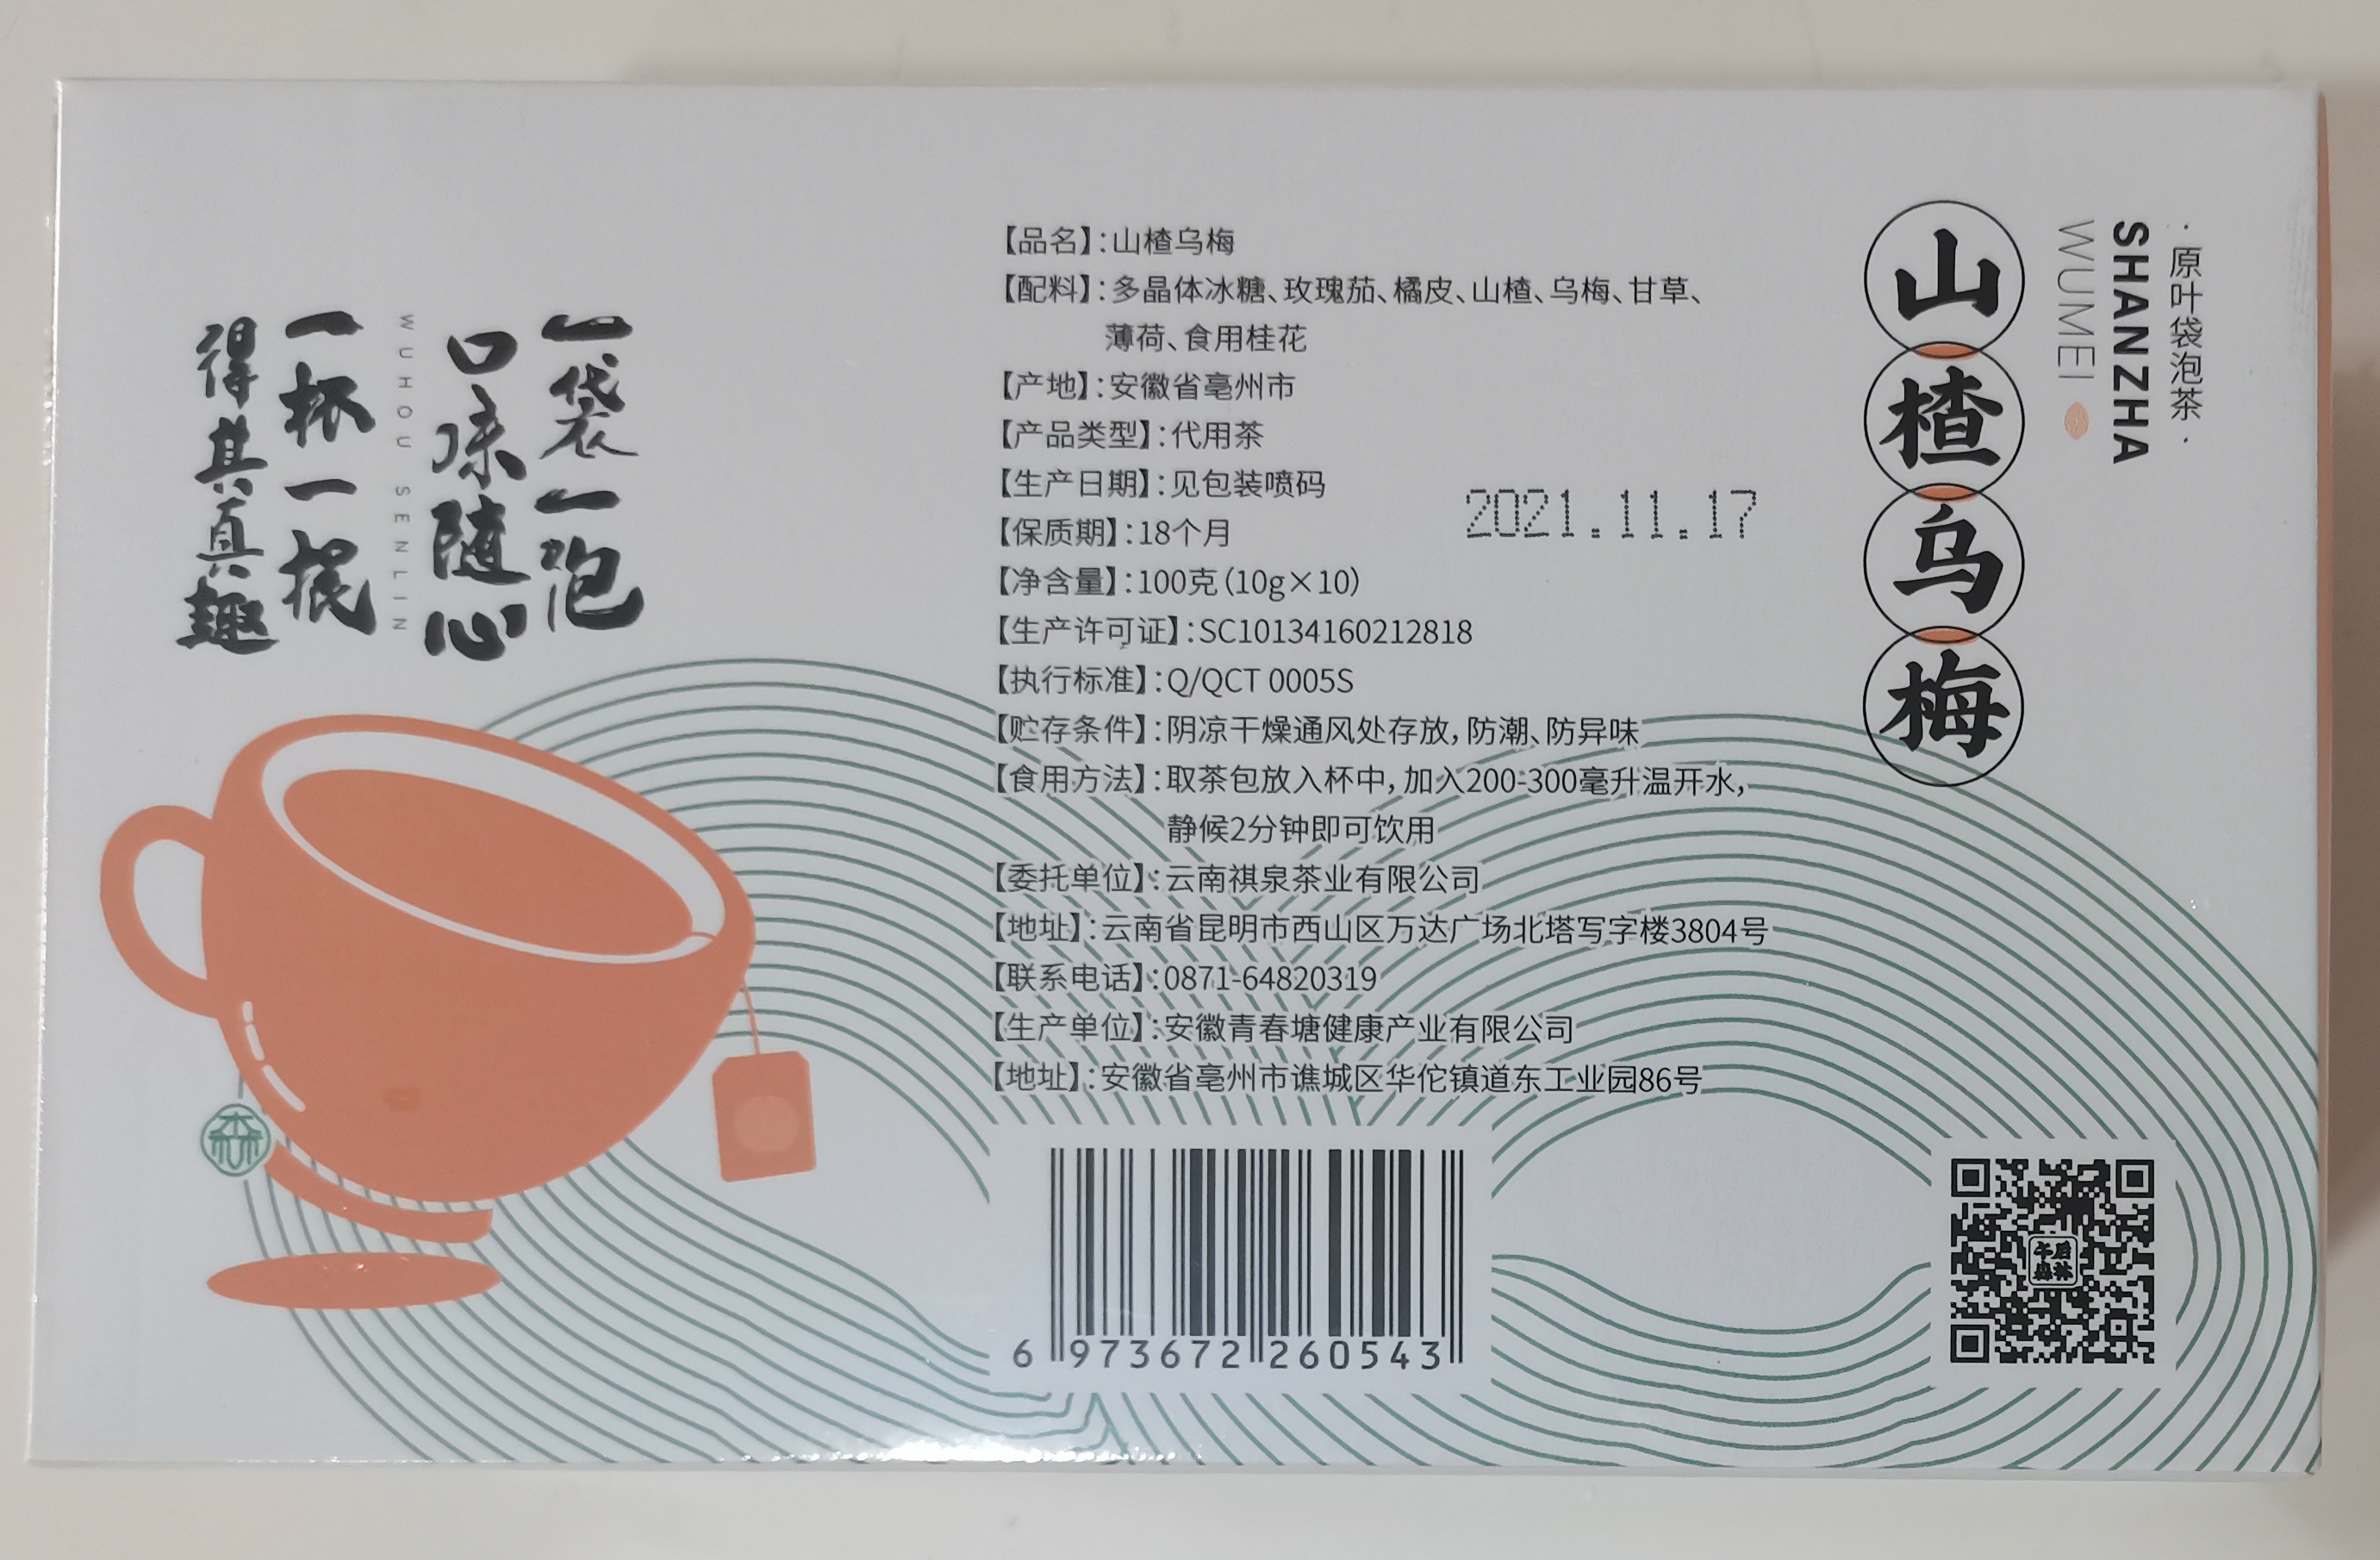 一袋一泡
口味随心
WUHOU SENLIN
一杯一握
得其真趣
【品名】：山楂乌梅
【配料】：多晶体冰糖、玫瑰茄、橘皮、山楂、乌梅、甘草、
薄荷、食用桂花
【产地】：安徽省亳州市
【产品类型】：代用茶
【生产日期】：见包装喷码
2021.11.17
【保质期】：18个月
【净含量】：100克（10g×10）
【生产许可证】：SC10134160212818
【执行标准】：Q/QCT 0005S
【贮存条件】：阴凉干燥通风处存放，防潮、防异味
【食用方法】：取茶包放入杯中，加入200-300毫升温开水，
静候2分钟即可饮用
【委托单位】：云南祺泉茶业有限公司
【地址】：云南省昆明市西山区万达广场北塔写字楼3804号
【联系电话】：0871-64820319
【生产单位】：安徽青春塘健康产业有限公司
【地址】：安徽省亳州市谯城区华佗镇道东工业园86号
6 973672 260543
·原叶袋泡茶·
SHANZHA
WUMEI
山楂乌梅
午后
森林